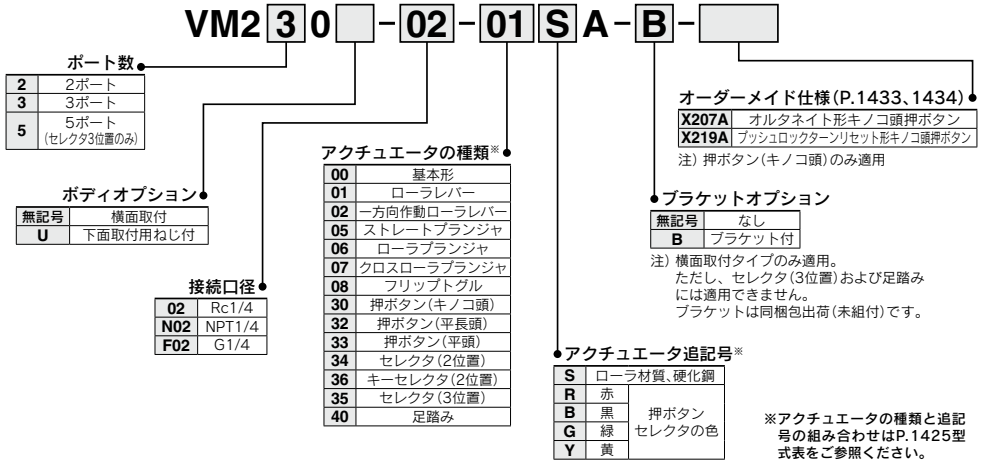 VM2 3 0 - 02 - 01 S A - B -
ポート数
2 2ポート
3 3ポート
5 5ポート
(セレクタ3位置のみ)
ボディオプション
無記号 横面取付
U 下面取付用ねじ付
接続口径
02 Rc1/4
N02 NPT1/4
F02 G1/4
アクチュエータの種類※
00 基本形
01 ローラレバー
02 一方向作動ローラレバー
05 ストレートプランジャ
06 ローラプランジャ
07 クロスローラプランジャ
08 フリップトグル
30 押ボタン(キノコ頭)
32 押ボタン(平長頭)
33 押ボタン(平頭)
34 セレクタ(2位置)
36 キーセレクタ(2位置)
35 セレクタ(3位置)
40 足踏み
アクチュエータ追記号※
S ローラ材質、硬化鋼
R 赤
B 黒 押ボタン
G 緑 セレクタの色
Y 黄
ブラケットオプション
無記号 なし
B ブラケット付
注) 横面取付タイプのみ適用。
ただし、セレクタ(3位置)および足踏み
には適用できません。
ブラケットは同梱包出荷(未組付)です。
オーダーメイド仕様(P.1433、1434)
X207A オルタネイト形キノコ頭押ボタン
X219A プッシュロックターンリセット形キノコ頭押ボタン
注) 押ボタン(キノコ頭)のみ適用
※アクチュエータの種類と追記
号の組み合わせはP.1425型
式表をご参照ください。